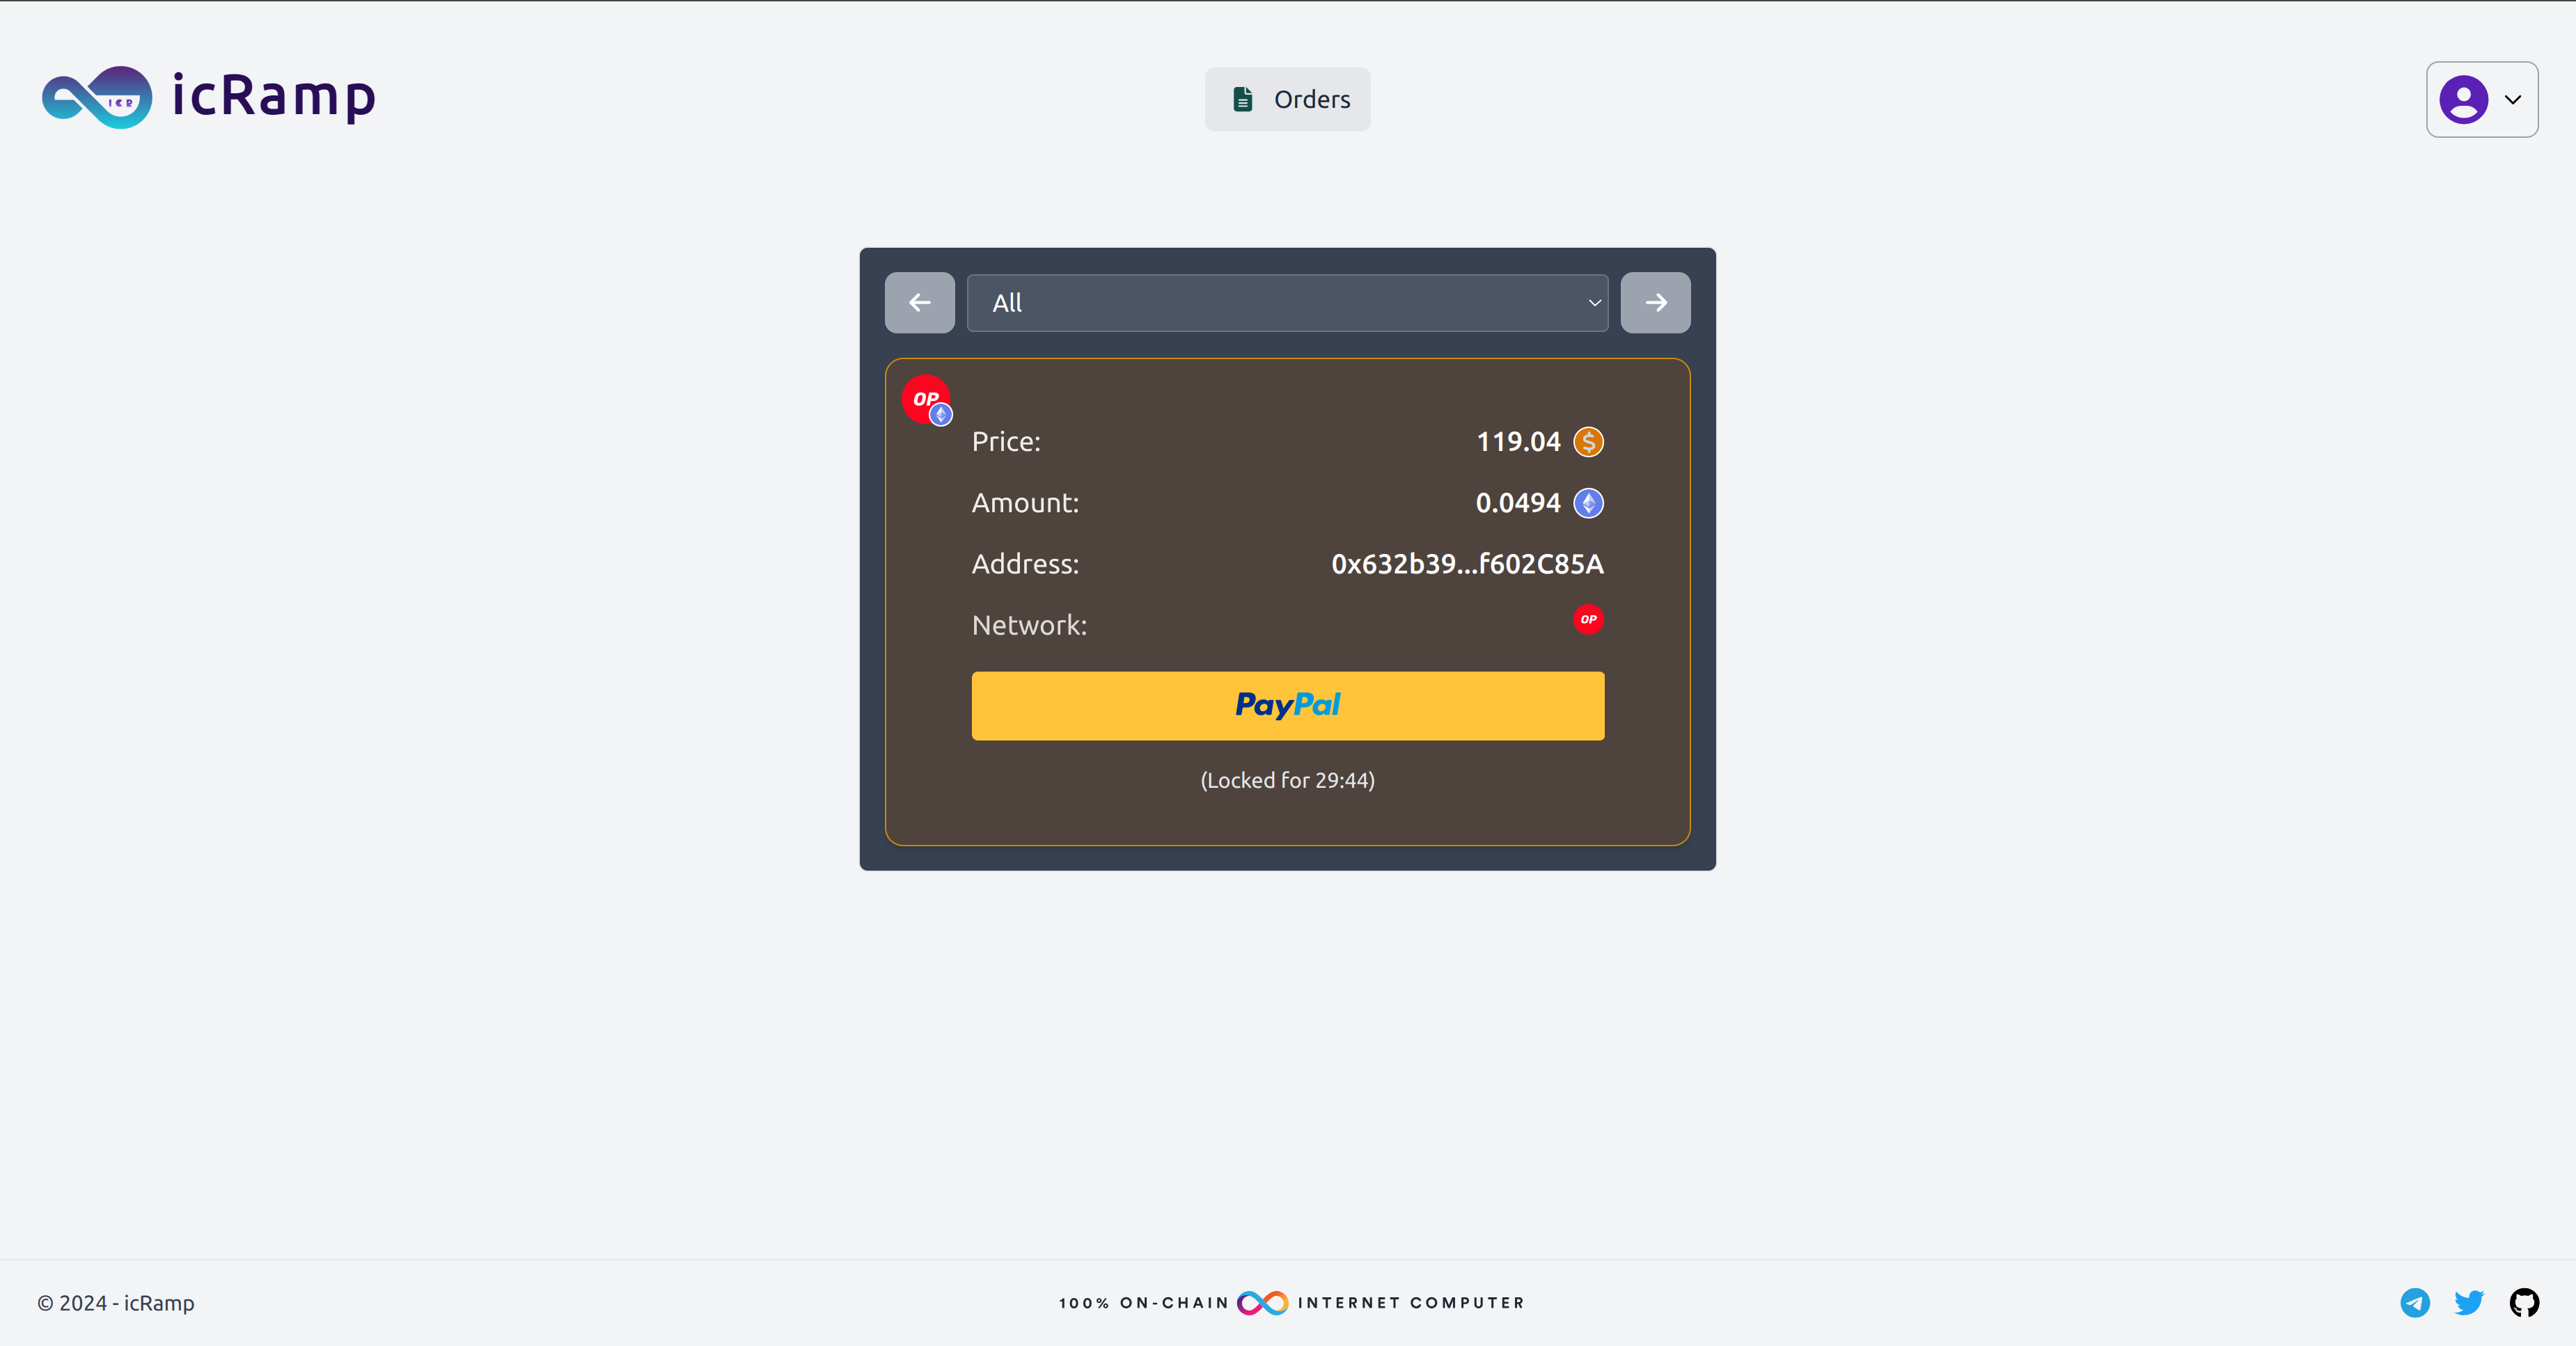 ICR
icRamp
Orders
All
OP
Price: 119.04 $
Amount: 0.0494
Address: 0x632b39...f602C85A
Network: OP
PayPal
(Locked for 29:44)
© 2024 - icRamp
100% ON-CHAIN INTERNET COMPUTER